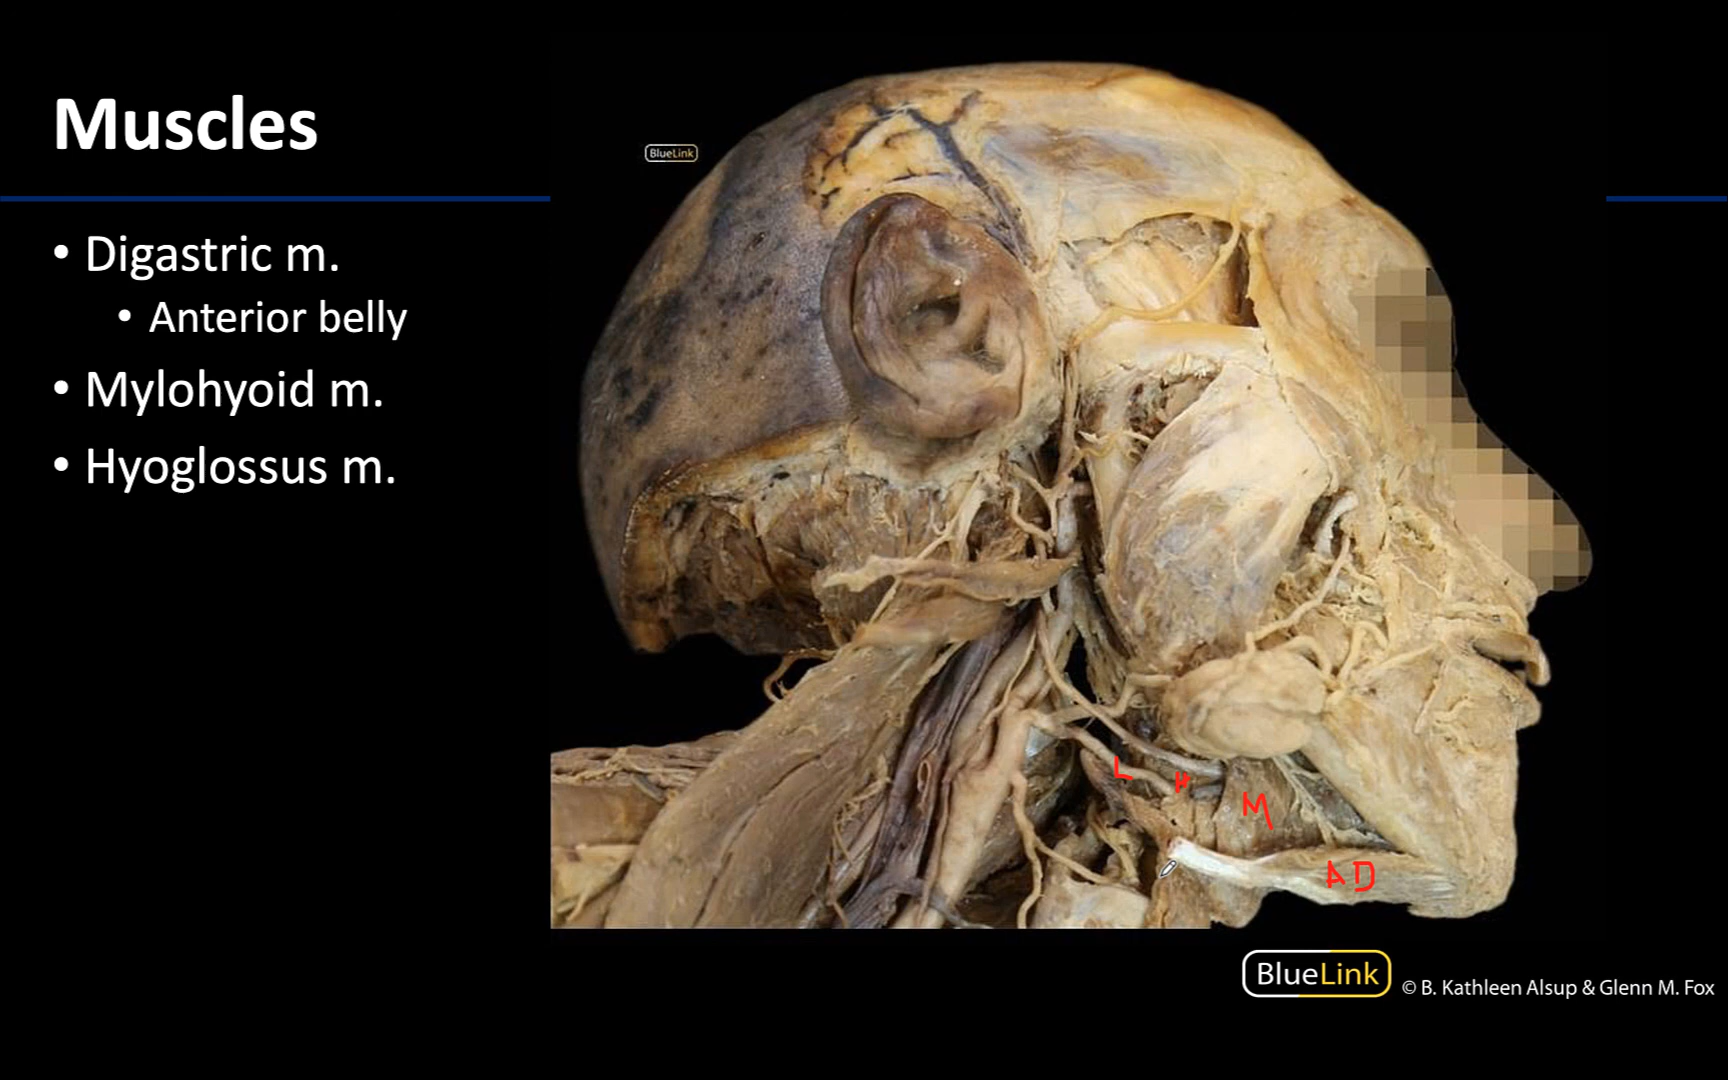 Muscles
BlueLink
• Digastric m.
• Anterior belly
• Mylohyoid m.
• Hyoglossus m.
L
H
M
AD
BlueLink © B. Kathleen Alsup & Glenn M. Fox